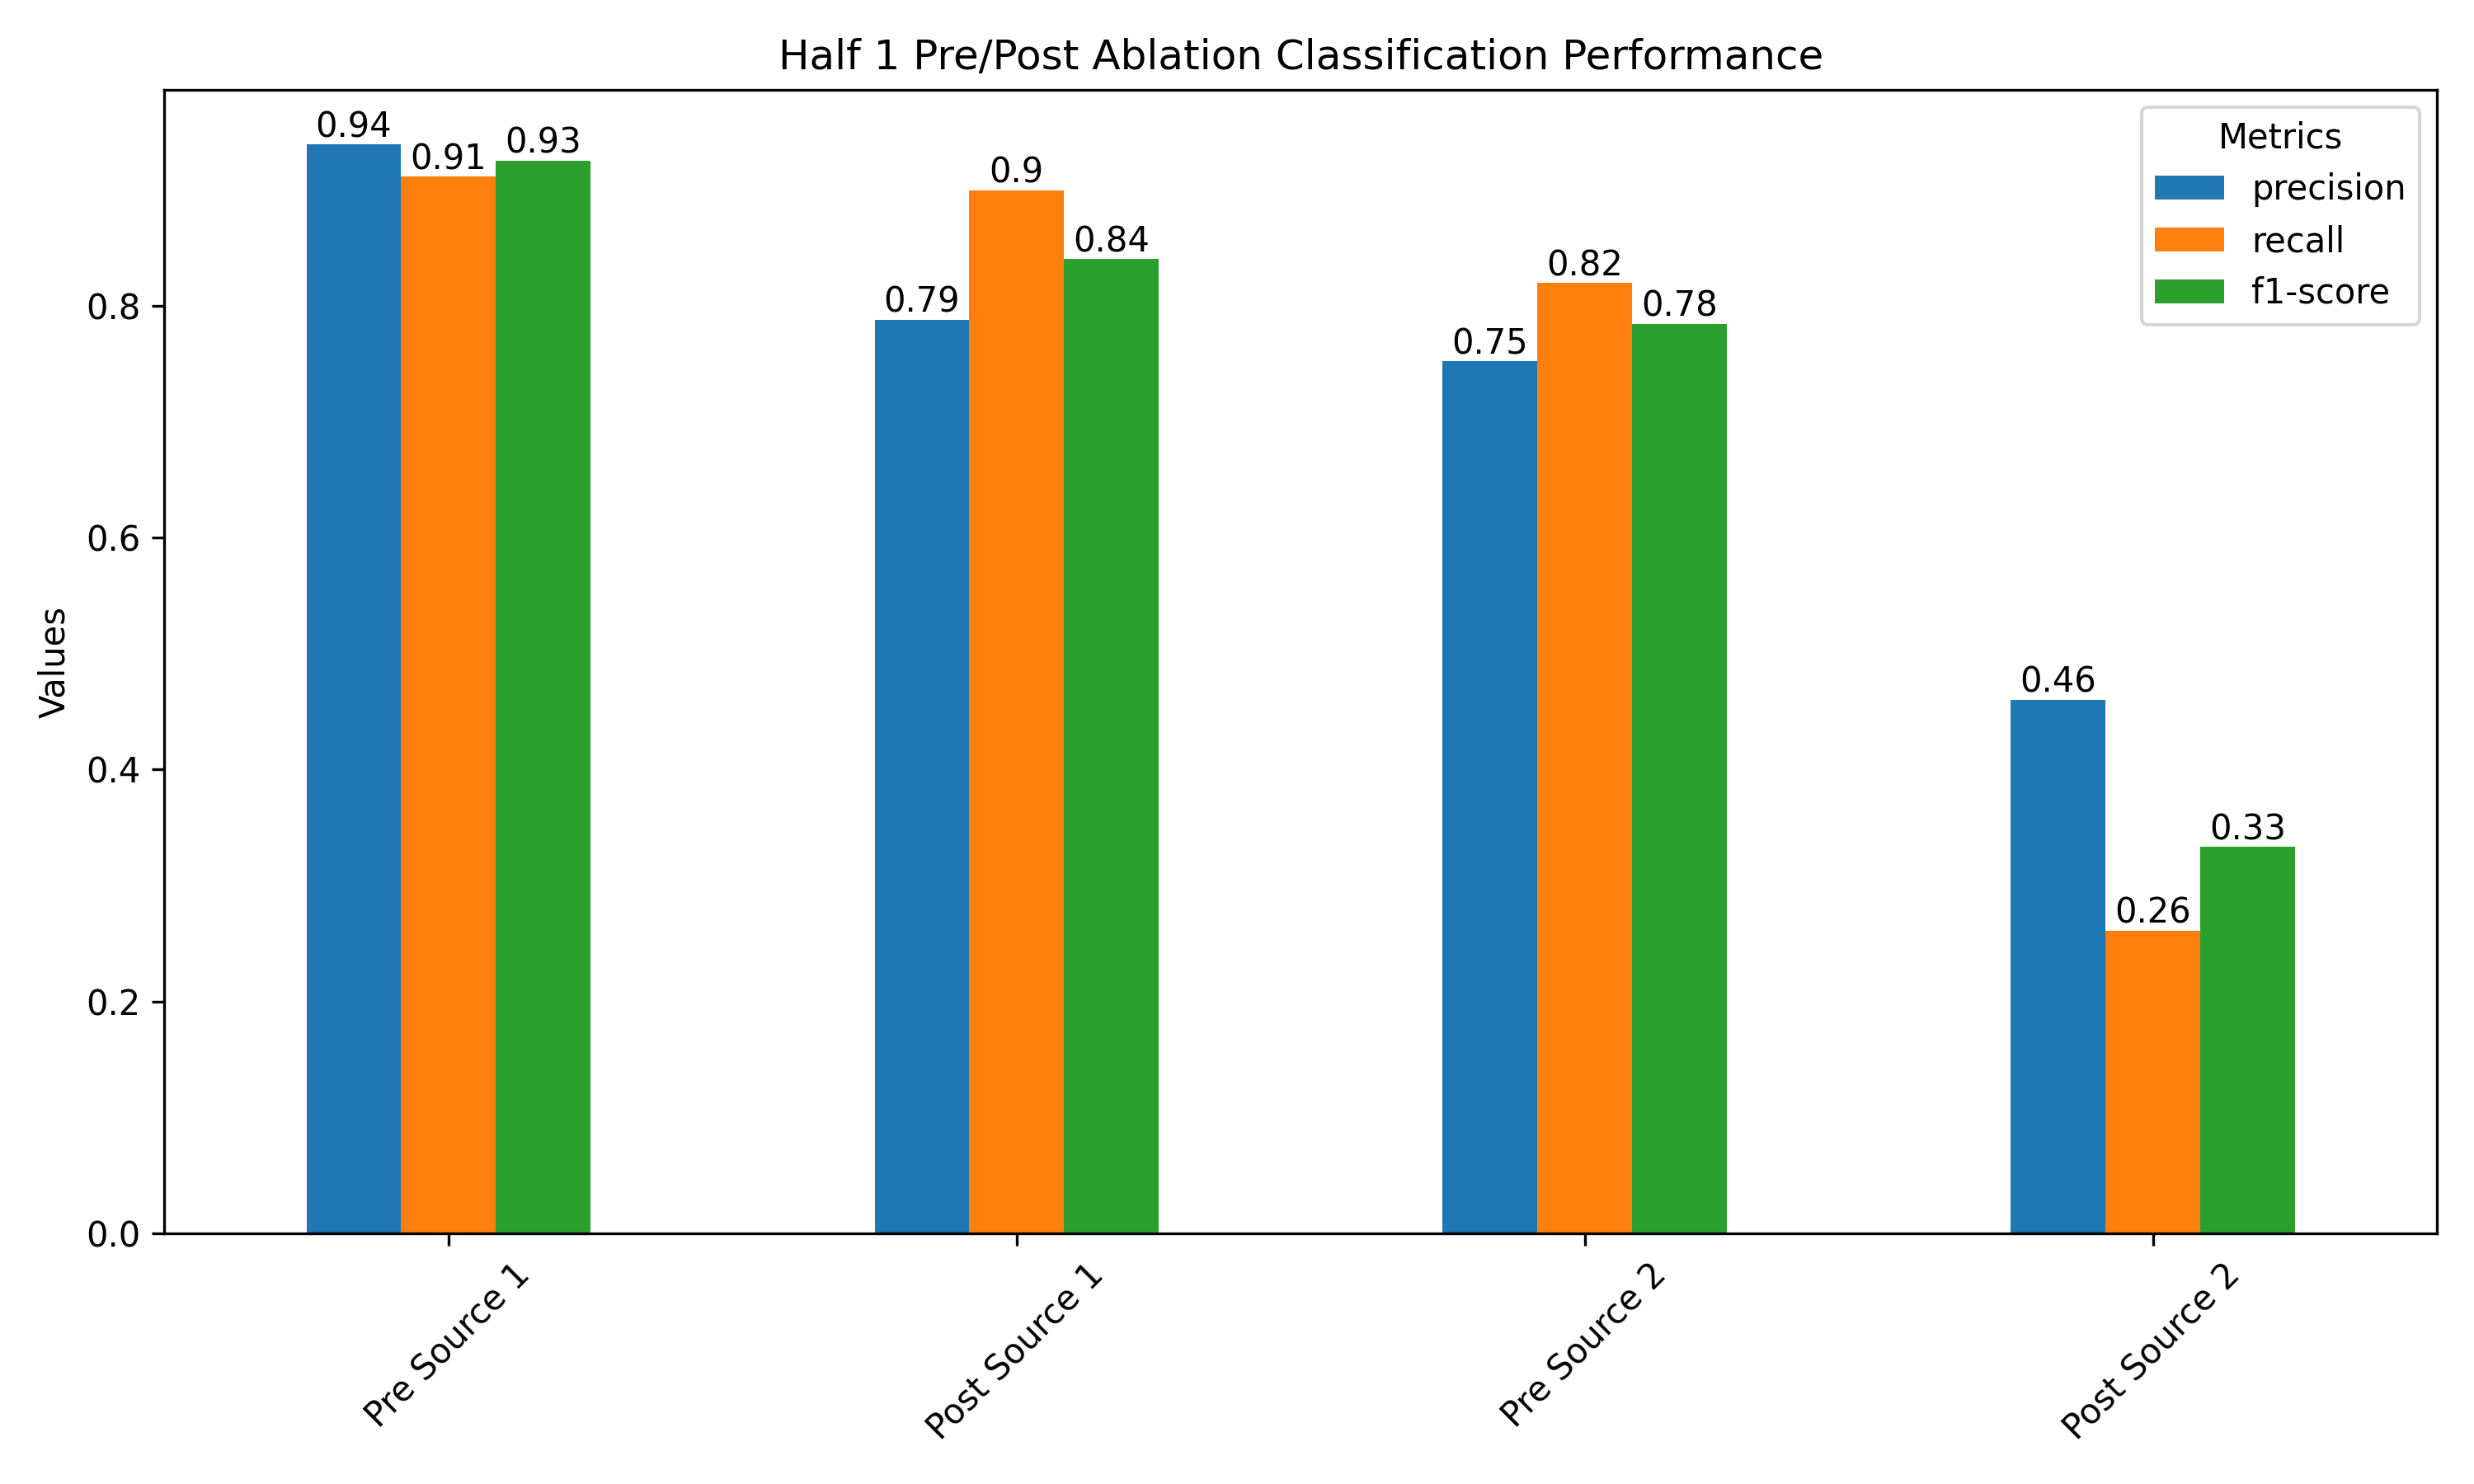 Half 1 Pre/Post Ablation Classification Performance
Metrics
precision
recall
f1-score
0.94
0.91
0.93
0.79
0.9
0.84
0.75
0.82
0.78
0.46
0.26
0.33
Values
0.8
0.6
0.4
0.2
0.0
Pre Source 1
Post Source 1
Pre Source 2
Post Source 2